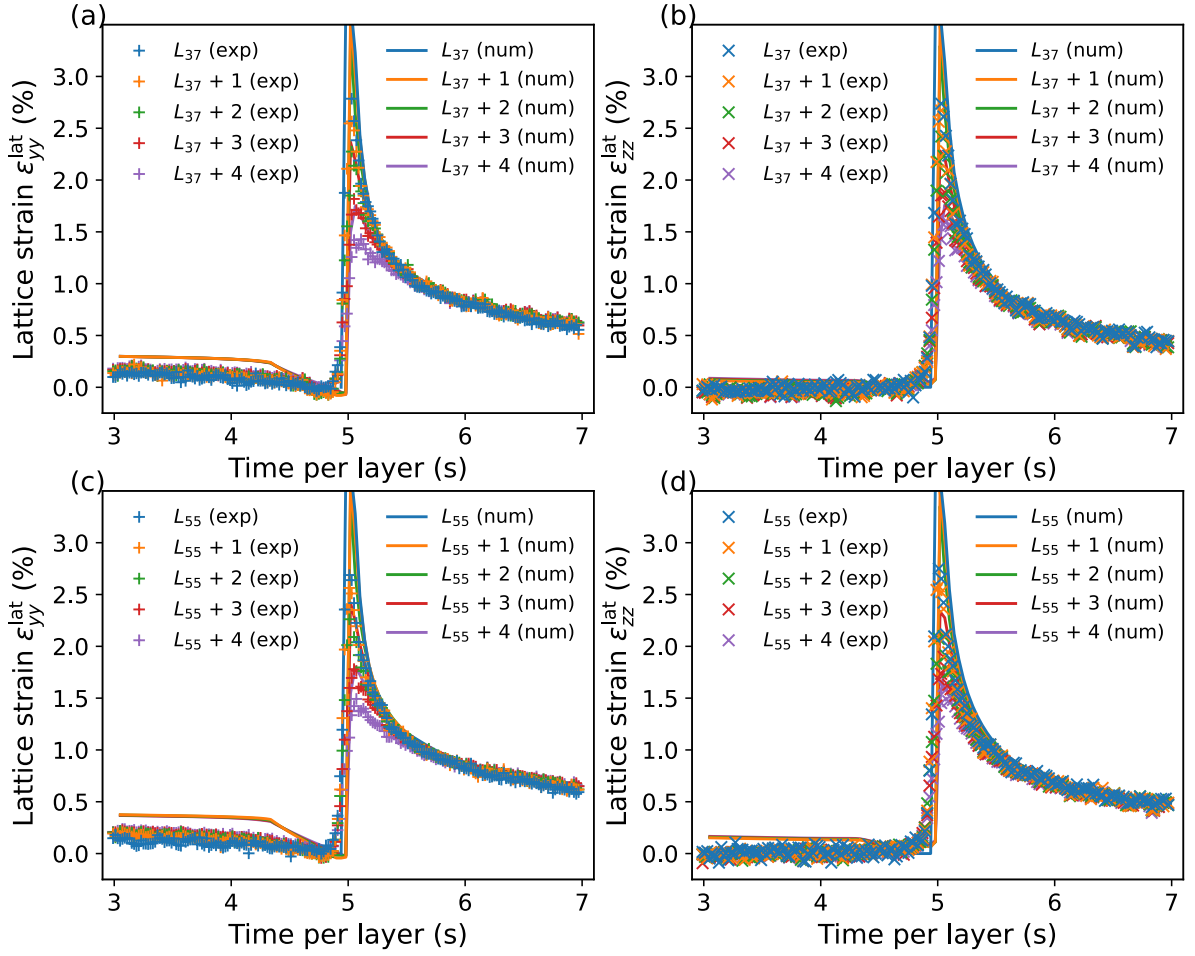 (a)
Lattice strain ε_yy^lat (%)
3.0
2.5
2.0
1.5
1.0
0.5
0.0
L37 (exp)
L37 + 1 (exp)
L37 + 2 (exp)
L37 + 3 (exp)
L37 + 4 (exp)
L37 (num)
L37 + 1 (num)
L37 + 2 (num)
L37 + 3 (num)
L37 + 4 (num)
3 4 5 6 7
Time per layer (s)
(b)
Lattice strain ε_zz^lat (%)
3.0
2.5
2.0
1.5
1.0
0.5
0.0
L37 (exp)
L37 + 1 (exp)
L37 + 2 (exp)
L37 + 3 (exp)
L37 + 4 (exp)
L37 (num)
L37 + 1 (num)
L37 + 2 (num)
L37 + 3 (num)
L37 + 4 (num)
3 4 5 6 7
Time per layer (s)
(c)
Lattice strain ε_yy^lat (%)
3.0
2.5
2.0
1.5
1.0
0.5
0.0
L55 (exp)
L55 + 1 (exp)
L55 + 2 (exp)
L55 + 3 (exp)
L55 + 4 (exp)
L55 (num)
L55 + 1 (num)
L55 + 2 (num)
L55 + 3 (num)
L55 + 4 (num)
3 4 5 6 7
Time per layer (s)
(d)
Lattice strain ε_zz^lat (%)
3.0
2.5
2.0
1.5
1.0
0.5
0.0
L55 (exp)
L55 + 1 (exp)
L55 + 2 (exp)
L55 + 3 (exp)
L55 + 4 (exp)
L55 (num)
L55 + 1 (num)
L55 + 2 (num)
L55 + 3 (num)
L55 + 4 (num)
3 4 5 6 7
Time per layer (s)